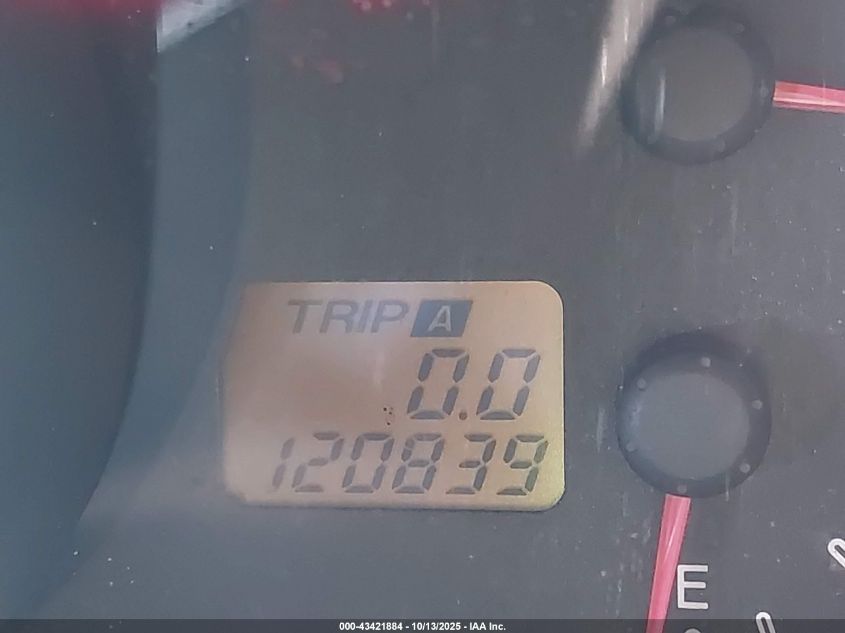 TRIP A
0.0
120839
E
000-43421884 - 10/13/2025 - IAA Inc.